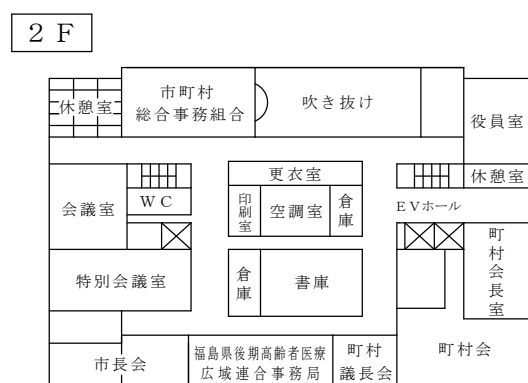 ２Ｆ
休憩室
市町村
総合事務組合
吹き抜け
役員室
更衣室
休憩室
会議室
ＷＣ
印刷室
空調室
倉庫
ＥＶホール
特別会議室
倉庫
書庫
町村会長室
市長会
福島県後期高齢者医療
広域連合事務局
町村
議長会
町村会